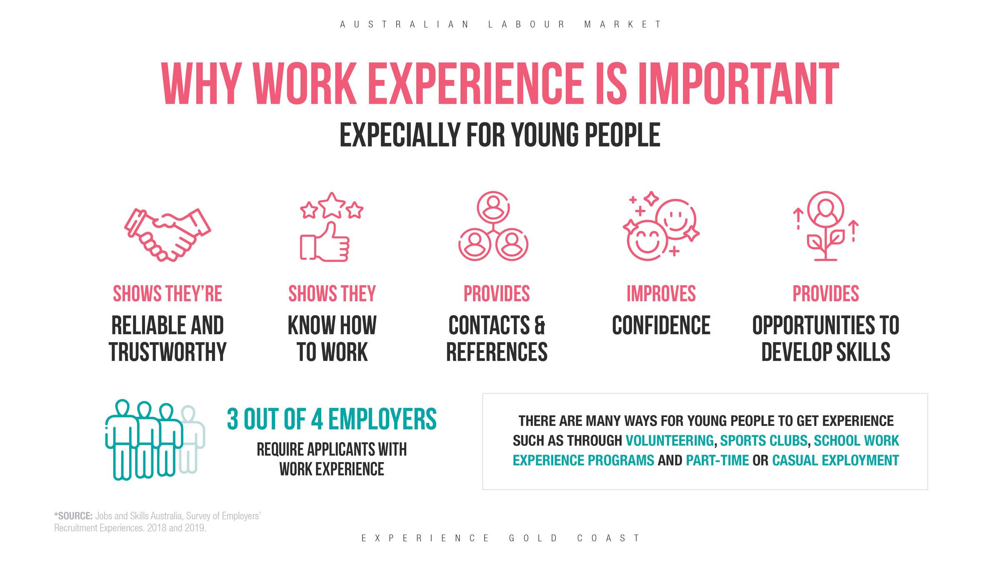 AUSTRALIAN LABOUR MARKET
WHY WORK EXPERIENCE IS IMPORTANT
EXPECIALLY FOR YOUNG PEOPLE
SHOWS THEY'RE
RELIABLE AND
TRUSTWORTHY
SHOWS THEY
KNOW HOW
TO WORK
PROVIDES
CONTACTS &
REFERENCES
IMPROVES
CONFIDENCE
PROVIDES
OPPORTUNITIES TO
DEVELOP SKILLS
3 OUT OF 4 EMPLOYERS
REQUIRE APPLICANTS WITH
WORK EXPERIENCE
THERE ARE MANY WAYS FOR YOUNG PEOPLE TO GET EXPERIENCE
SUCH AS THROUGH VOLUNTEERING, SPORTS CLUBS, SCHOOL WORK
EXPERIENCE PROGRAMS AND PART-TIME OR CASUAL EXPLOYMENT
*SOURCE: Jobs and Skills Australia, Survey of Employers'
Recruitment Experiences. 2018 and 2019.
EXPERIENCE GOLD COAST